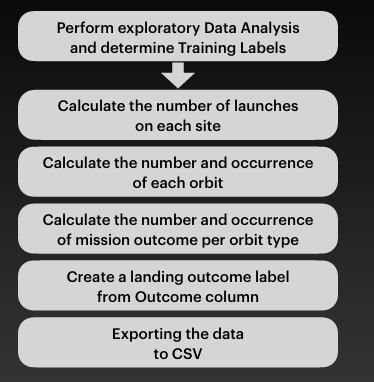 Perform exploratory Data Analysis
and determine Training Labels
Calculate the number of launches
on each site
Calculate the number and occurrence
of each orbit
Calculate the number and occurrence
of mission outcome per orbit type
Create a landing outcome label
from Outcome column
Exporting the data
to CSV